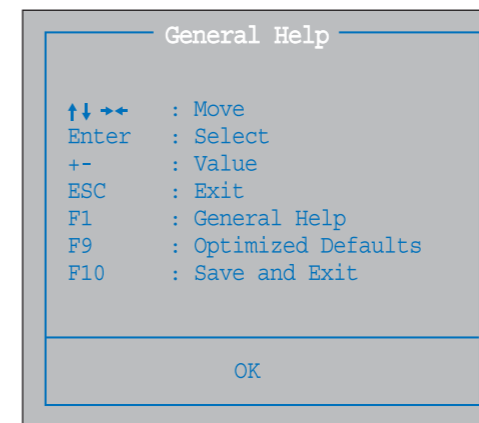 General Help
↑↓ →← : Move
Enter : Select
+- : Value
ESC : Exit
F1 : General Help
F9 : Optimized Defaults
F10 : Save and Exit
OK